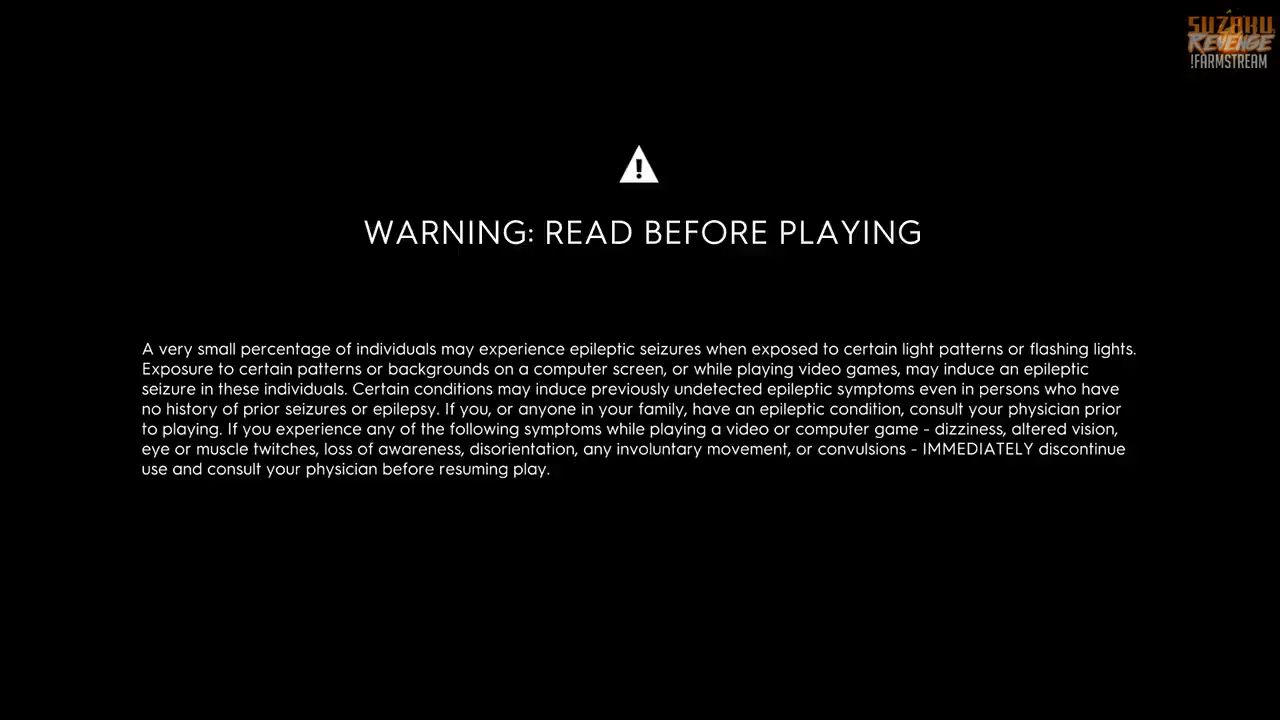 SUZAKU
REVENGE
!FARMSTREAM
WARNING: READ BEFORE PLAYING
A very small percentage of individuals may experience epileptic seizures when exposed to certain light patterns or flashing lights.
Exposure to certain patterns or backgrounds on a computer screen, or while playing video games, may induce an epileptic
seizure in these individuals. Certain conditions may induce previously undetected epileptic symptoms even in persons who have
no history of prior seizures or epilepsy. If you, or anyone in your family, have an epileptic condition, consult your physician prior
to playing. If you experience any of the following symptoms while playing a video or computer game - dizziness, altered vision,
eye or muscle twitches, loss of awareness, disorientation, any involuntary movement, or convulsions - IMMEDIATELY discontinue
use and consult your physician before resuming play.